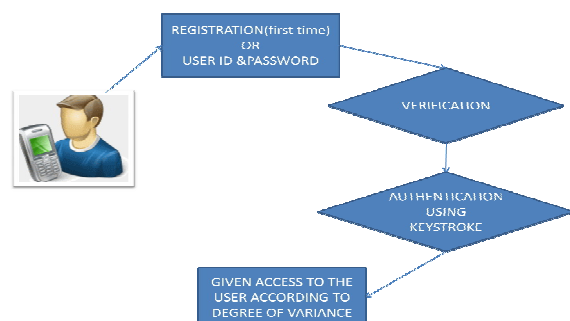 REGISTRATION(first time)
OR
USER ID &PASSWORD
VERIFICATION
AUTHENTICATION
USING
KEYSTROKE
GIVEN ACCESS TO THE
USER ACCORDING TO
DEGREE OF VARIANCE